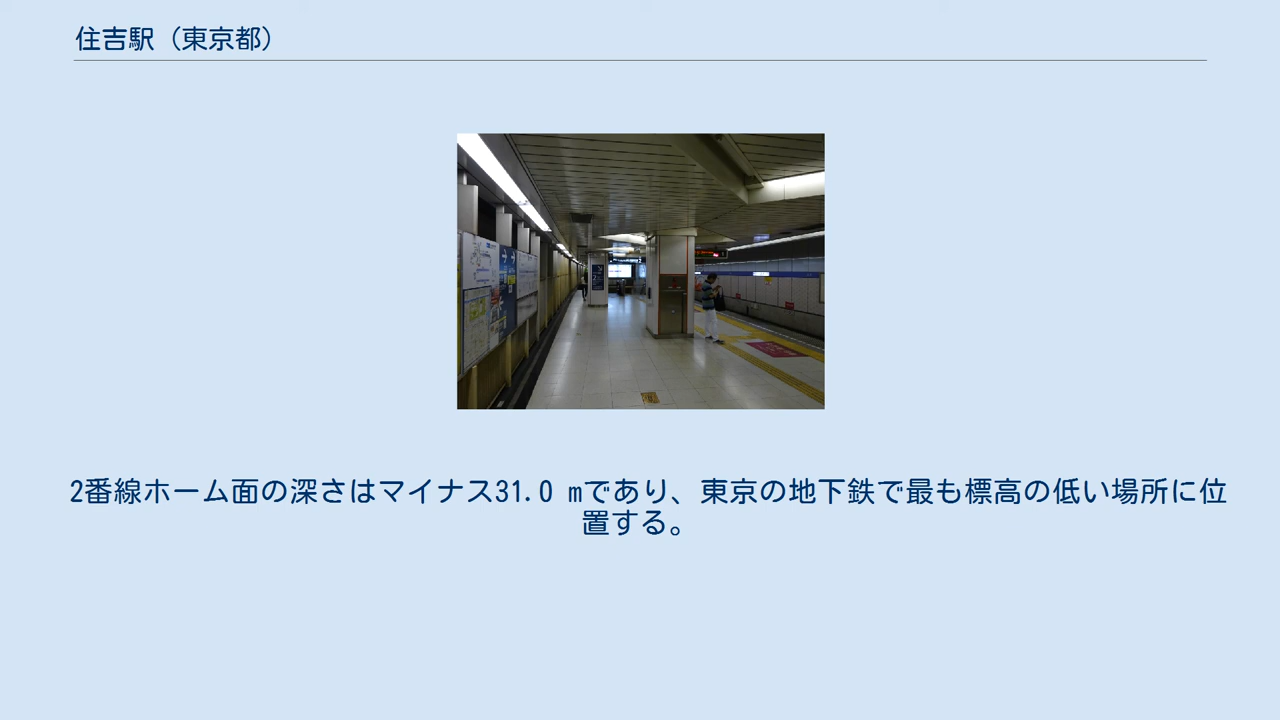 住吉駅（東京都）
2番線ホーム面の深さはマイナス31.0 mであり、東京の地下鉄で最も標高の低い場所に位
置する。